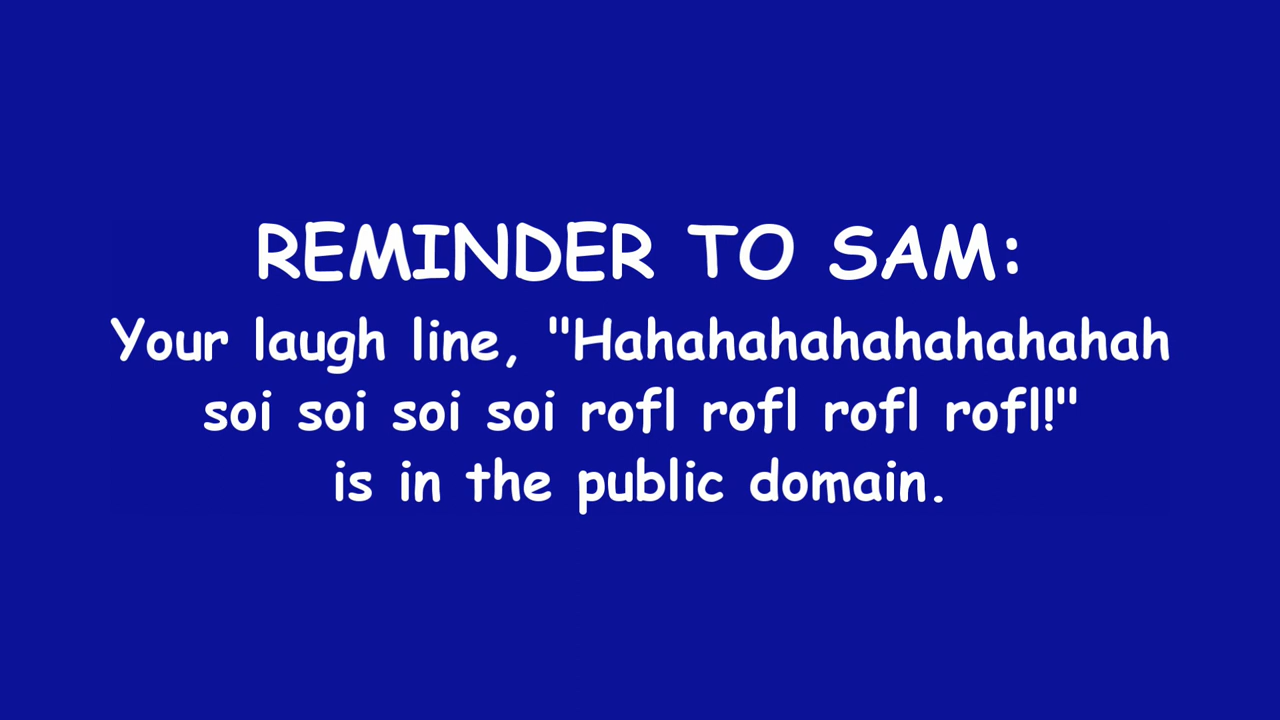 REMINDER TO SAM:
Your laugh line, "Hahahahahahahahahah
soi soi soi soi rofl rofl rofl rofl!"
is in the public domain.